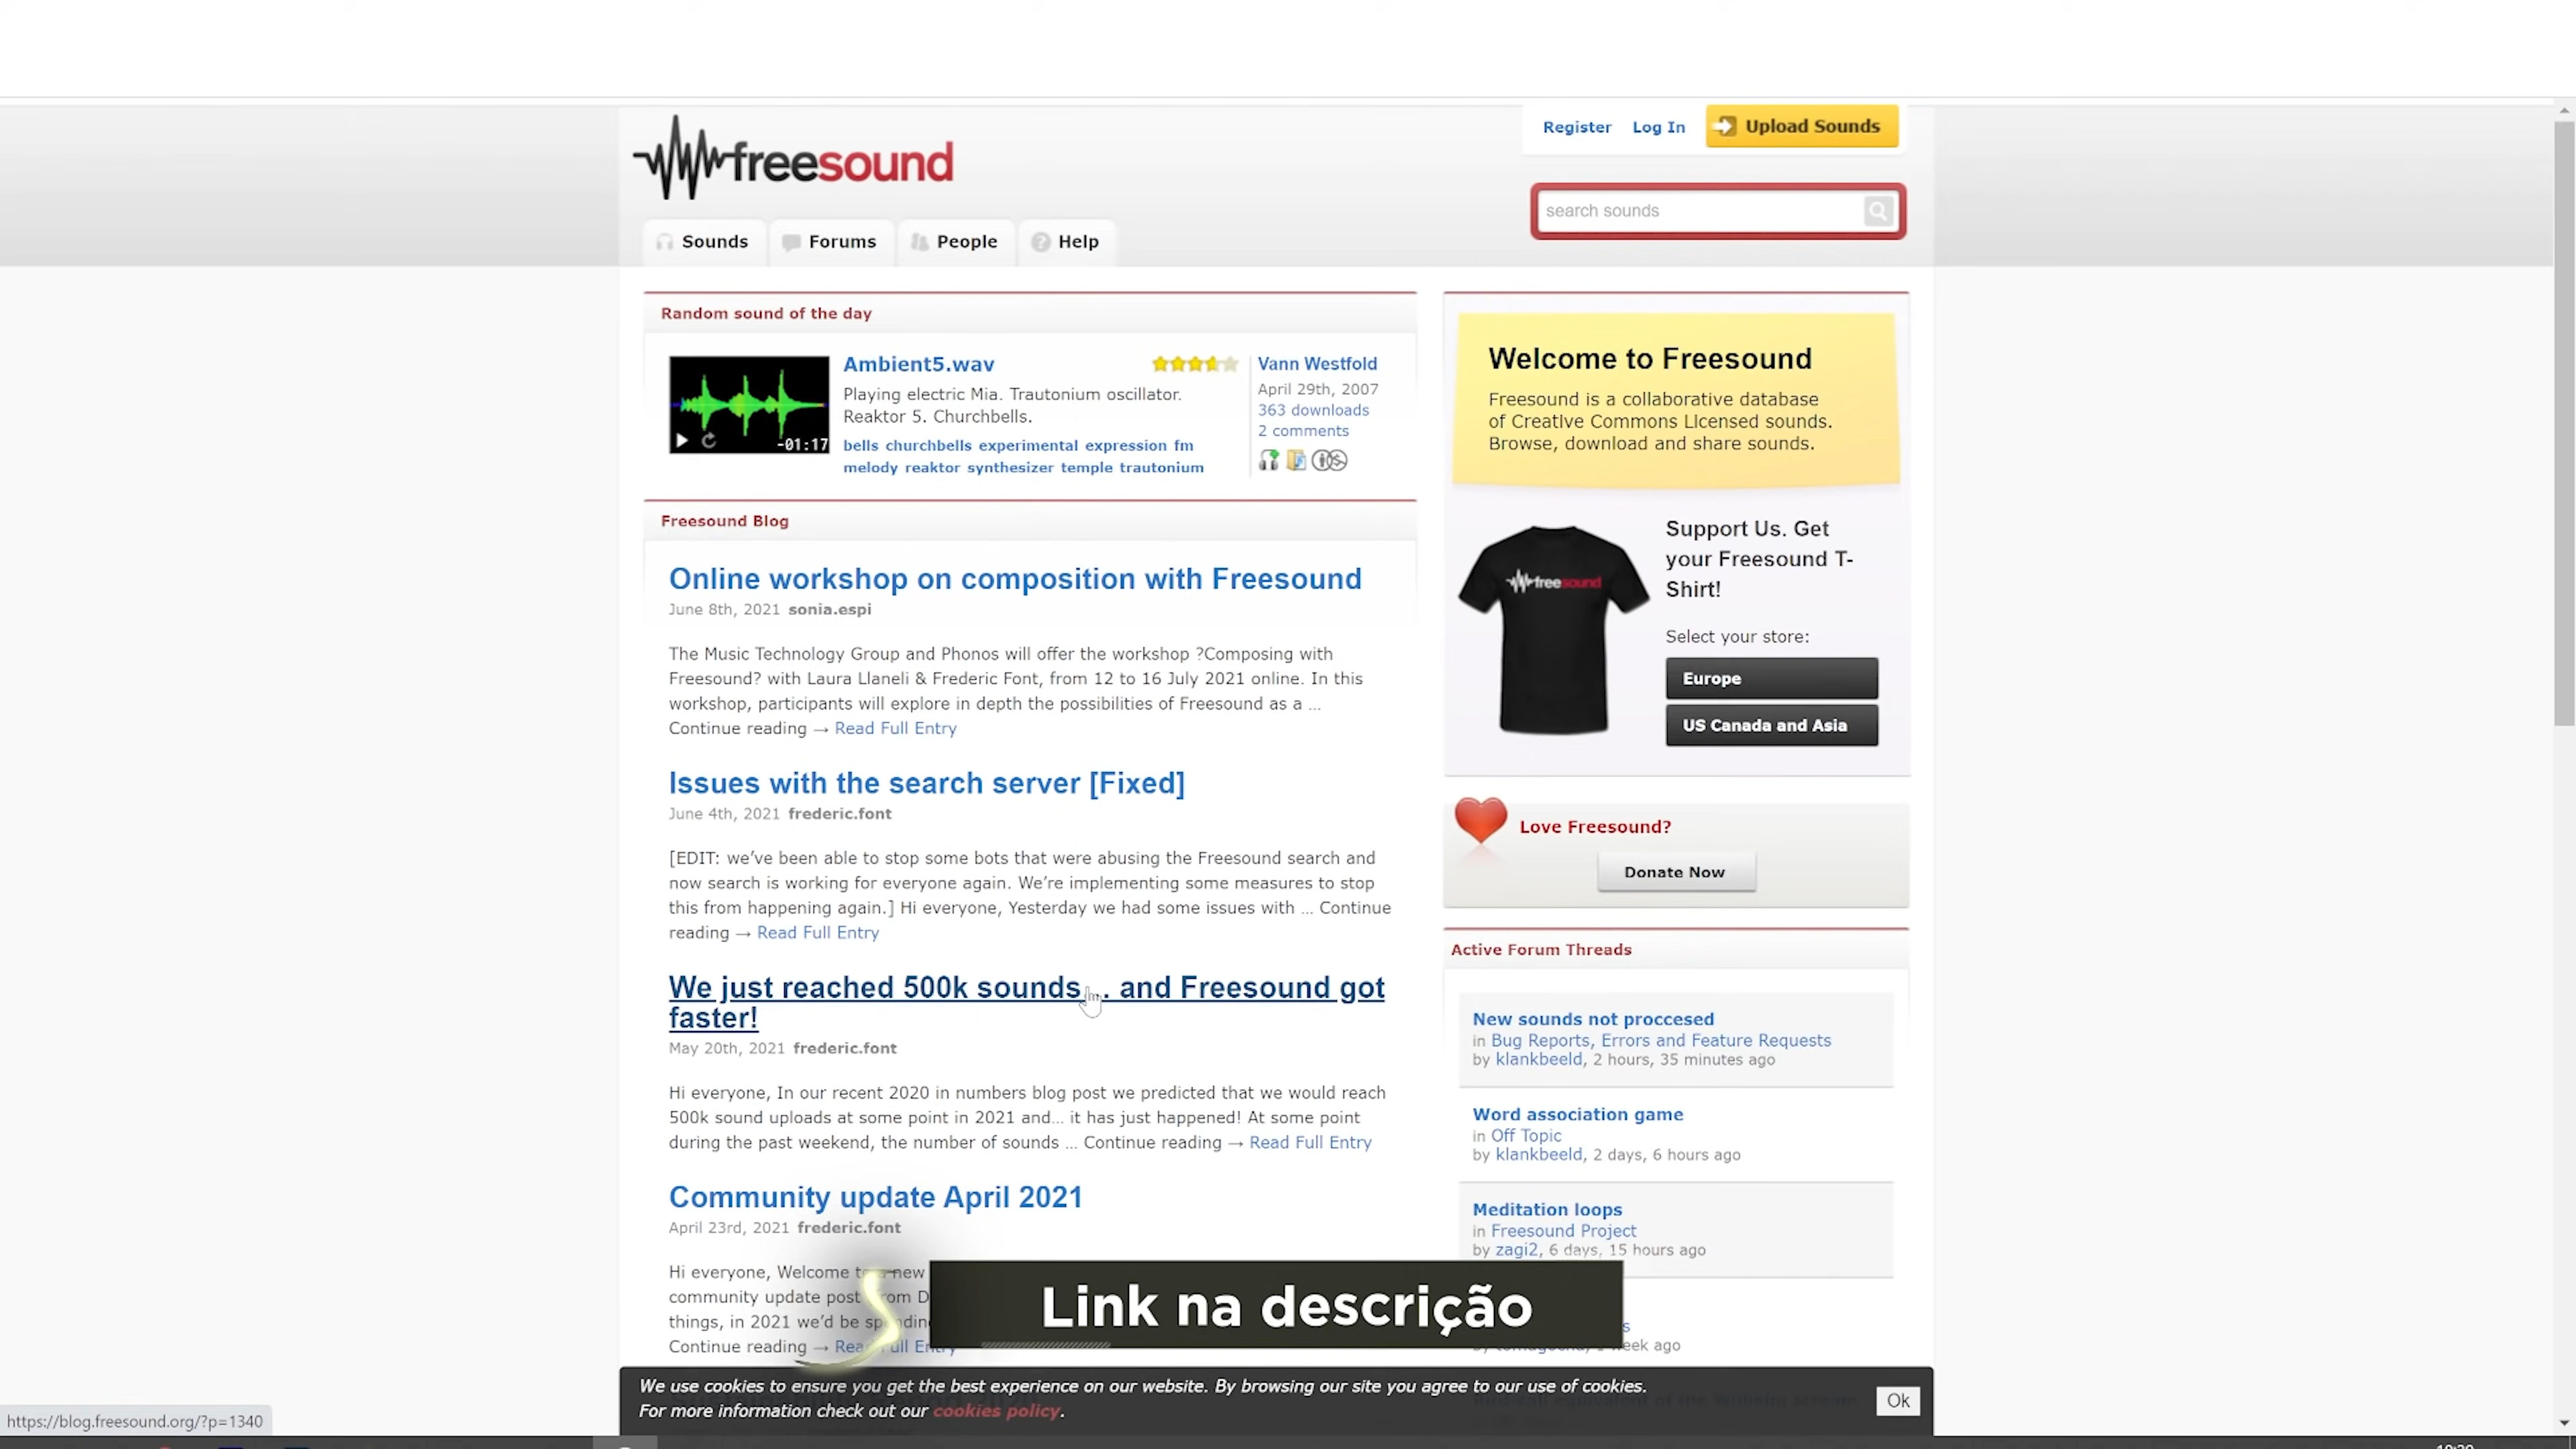 freesound
Register Log In Upload Sounds
search sounds
Sounds Forums People Help
Random sound of the day
Ambient5.wav
Playing electric Mia. Trautonium oscillator.
Reaktor 5. Churchbells.
bells churchbells experimental expression fm
melody reaktor synthesizer temple trautonium
-01:17
Vann Westfold
April 29th, 2007
363 downloads
2 comments
Freesound Blog
Online workshop on composition with Freesound
June 8th, 2021 sonia.espi
The Music Technology Group and Phonos will offer the workshop ?Composing with
Freesound? with Laura Llaneli & Frederic Font, from 12 to 16 July 2021 online. In this
workshop, participants will explore in depth the possibilities of Freesound as a ...
Continue reading → Read Full Entry
Issues with the search server [Fixed]
June 4th, 2021 frederic.font
[EDIT: we've been able to stop some bots that were abusing the Freesound search and
now search is working for everyone again. We're implementing some measures to stop
this from happening again.] Hi everyone, Yesterday we had some issues with ... Continue
reading → Read Full Entry
We just reached 500k sounds... and Freesound got
faster!
May 20th, 2021 frederic.font
Hi everyone, In our recent 2020 in numbers blog post we predicted that we would reach
500k sound uploads at some point in 2021 and... it has just happened! At some point
during the past weekend, the number of sounds ... Continue reading → Read Full Entry
Community update April 2021
April 23rd, 2021 frederic.font
Hi everyone, Welcome to a new
community update post from D
things, in 2021 we'd be spending
Continue reading → Read Full Entry
Welcome to Freesound
Freesound is a collaborative database
of Creative Commons Licensed sounds.
Browse, download and share sounds.
freesound
Support Us. Get
your Freesound T-
Shirt!
Select your store:
Europe
US Canada and Asia
Love Freesound?
Donate Now
Active Forum Threads
New sounds not proccesed
in Bug Reports, Errors and Feature Requests
by klankbeeld, 2 hours, 35 minutes ago
Word association game
in Off Topic
by klankbeeld, 2 days, 6 hours ago
Meditation loops
in Freesound Project
by zagi2, 6 days, 15 hours ago
week ago
Link na descrição
We use cookies to ensure you get the best experience on our website. By browsing our site you agree to our use of cookies.
For more information check out our cookies policy.
Ok
https://blog.freesound.org/?p=1340